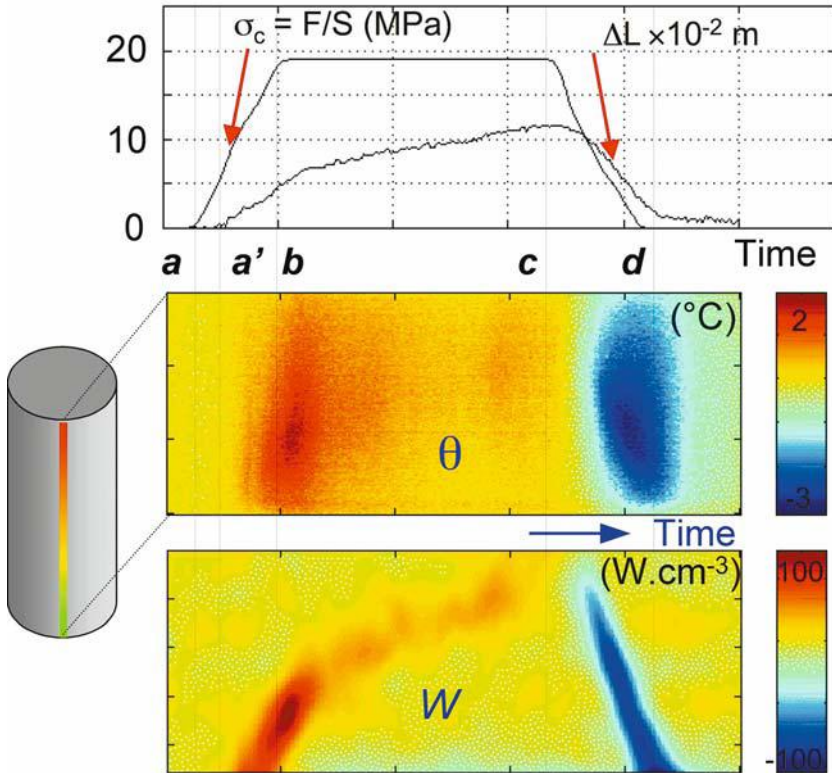 σc = F/S (MPa)
ΔL ×10-2 m
20
10
0
a a’ b c d Time
(°C)
2
θ
-3
Time
(W.cm-3)
100
W
-100